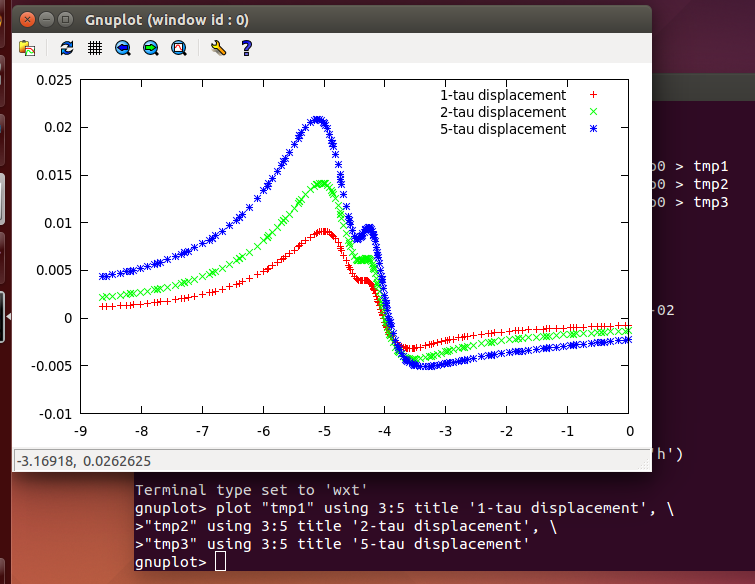 Gnuplot (window id : 0)
0.025
0.02
0.015
0.01
0.005
0
-0.005
-0.01
-9 -8 -7 -6 -5 -4 -3 -2 -1 0
1-tau displacement
2-tau displacement
5-tau displacement
-3.16918, 0.0262625
> tmp1
> tmp2
> tmp3
-02
'h')
Terminal type set to 'wxt'
gnuplot> plot "tmp1" using 3:5 title '1-tau displacement', \
>"tmp2" using 3:5 title '2-tau displacement', \
>"tmp3" using 3:5 title '5-tau displacement'
gnuplot>